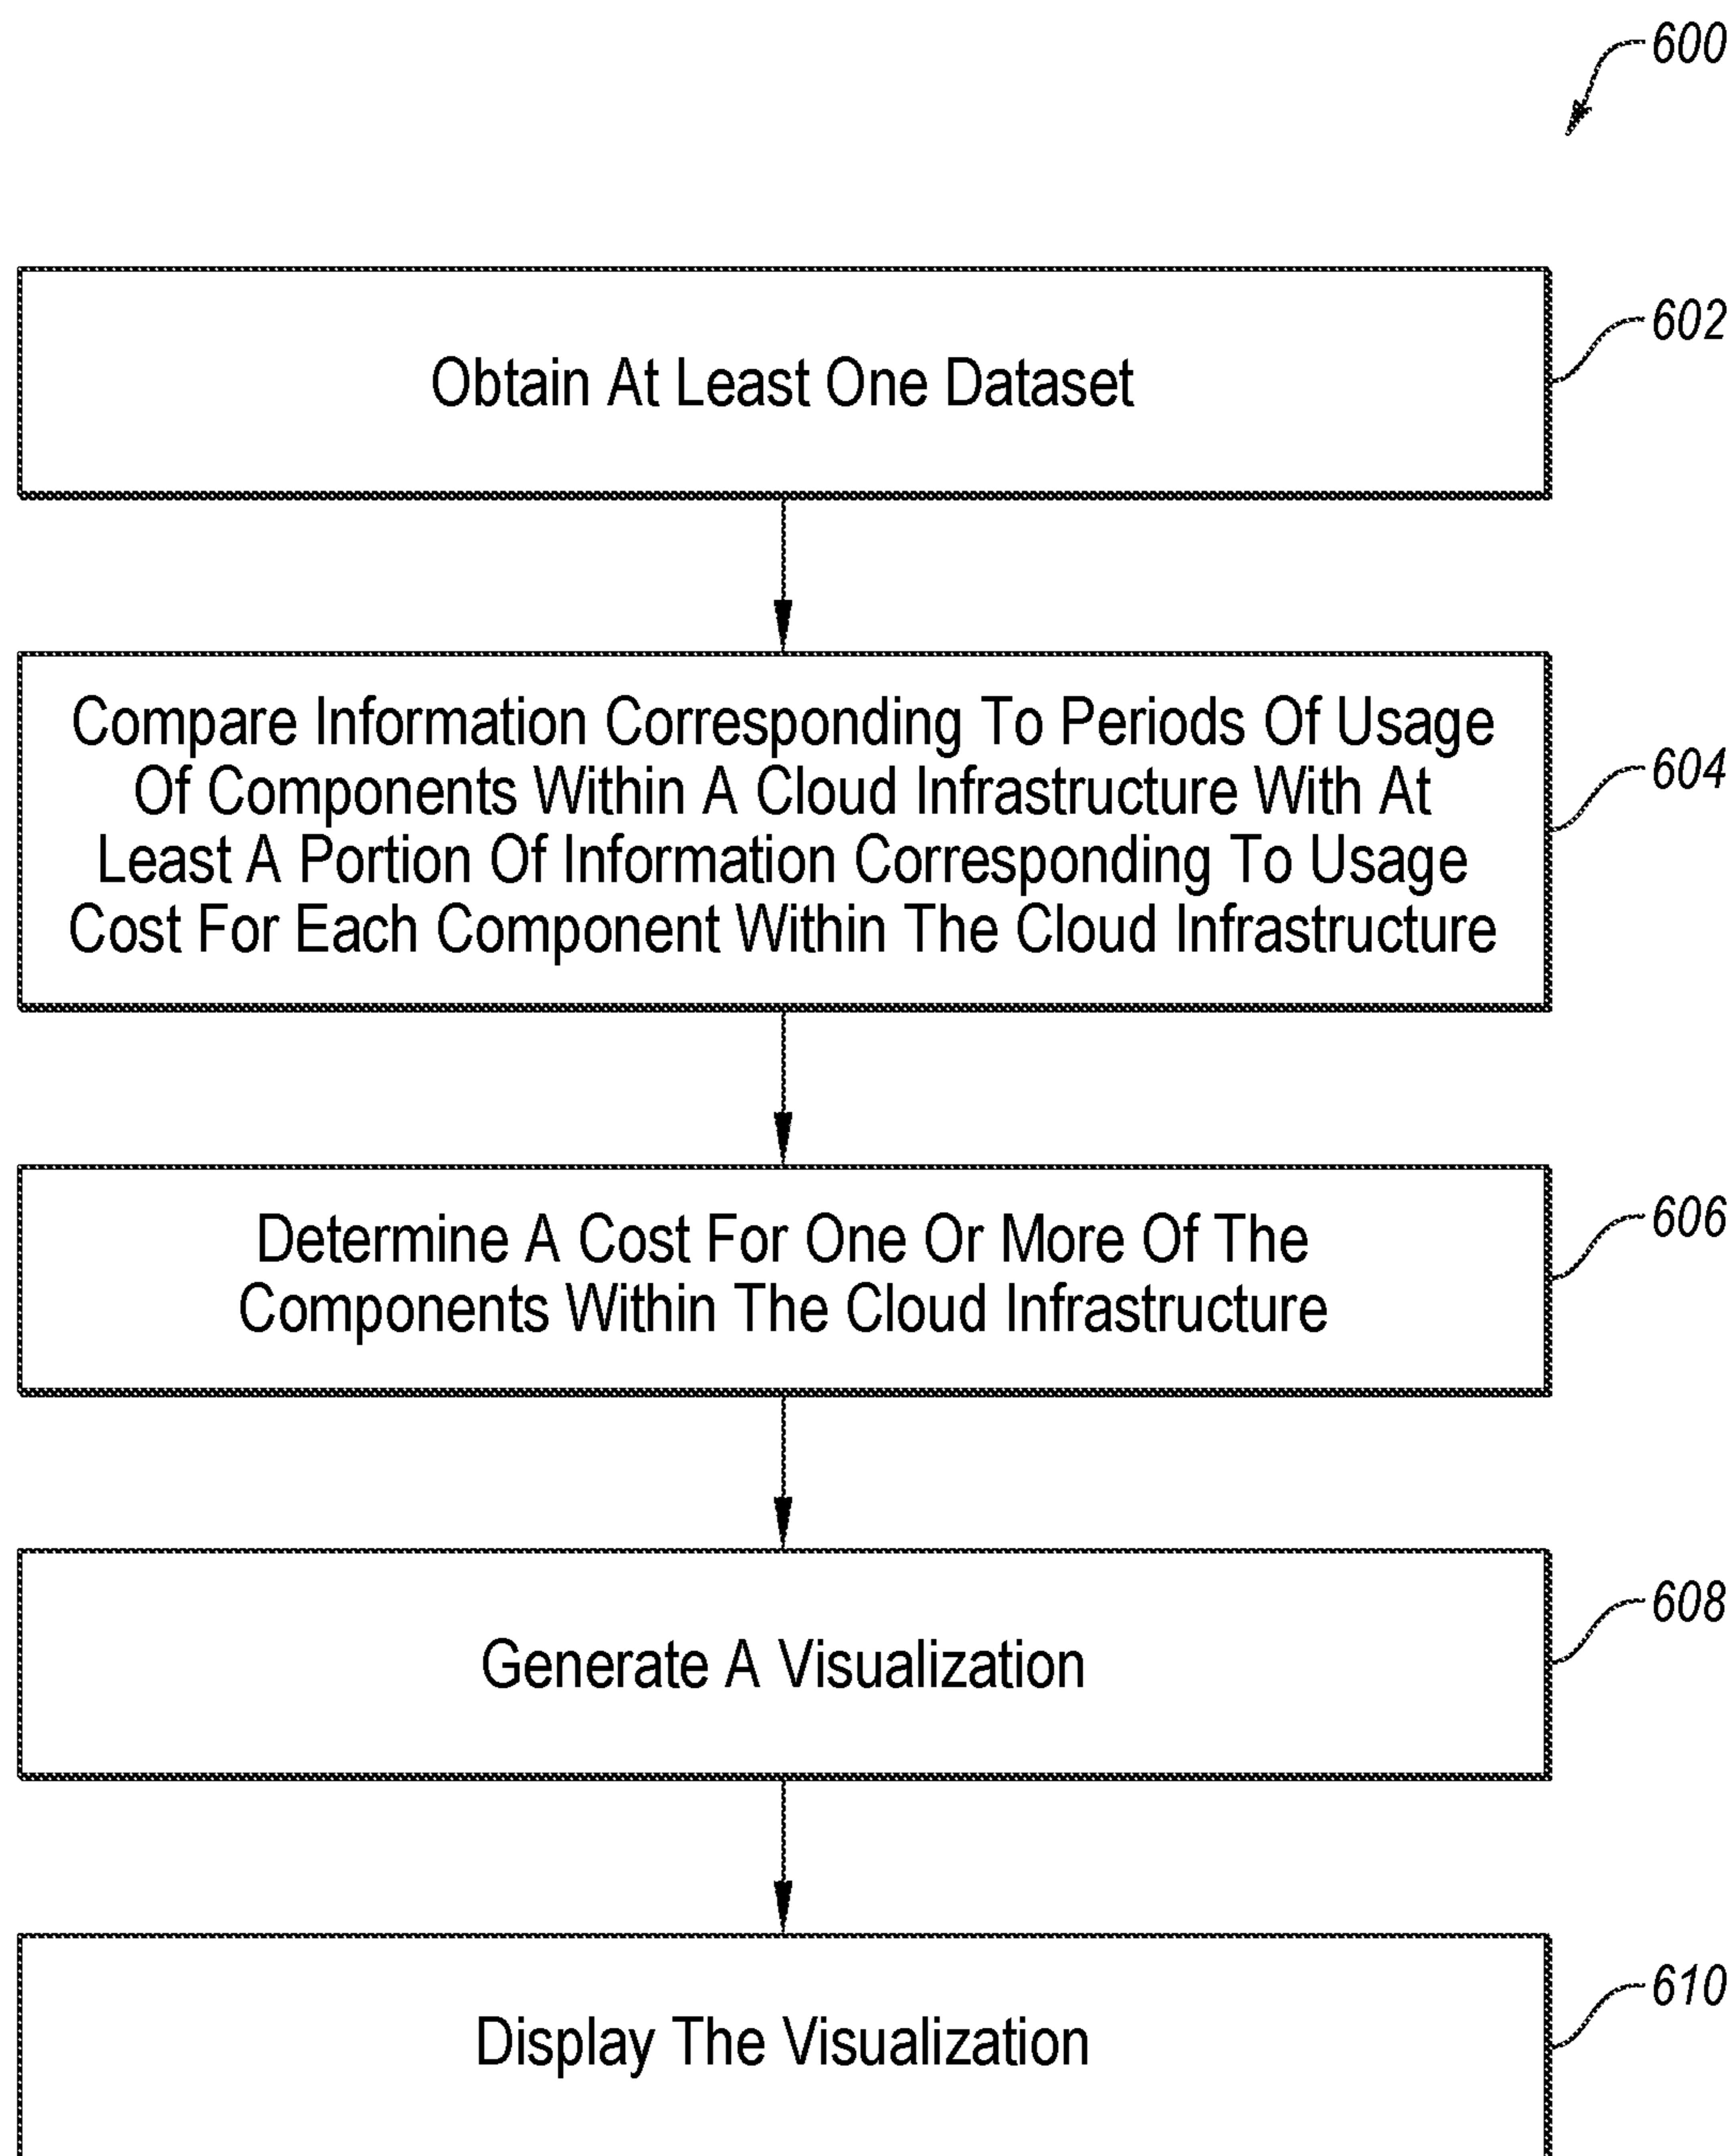 600
Obtain At Least One Dataset
602
Compare Information Corresponding To Periods Of Usage
Of Components Within A Cloud Infrastructure With At
Least A Portion Of Information Corresponding To Usage
Cost For Each Component Within The Cloud Infrastructure
604
Determine A Cost For One Or More Of The
Components Within The Cloud Infrastructure
606
Generate A Visualization
608
Display The Visualization
610